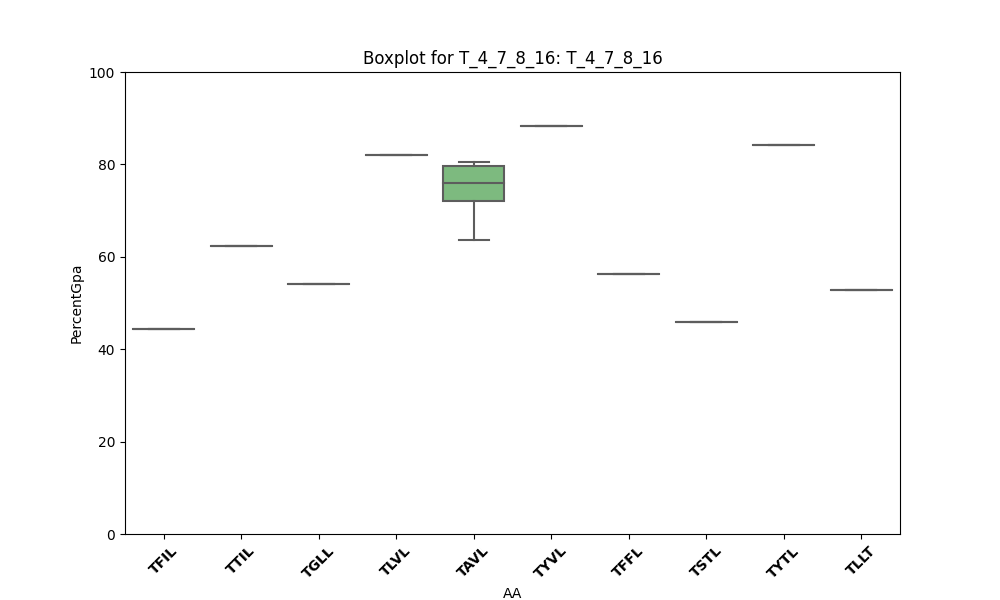 Boxplot for T_4_7_8_16: T_4_7_8_16
100
80
60
40
20
0
PercentGpa
TFIL
TTIL
TGLL
TLVL
TAVL
TYVL
TFFL
TSTL
TYTL
TLLT
AA